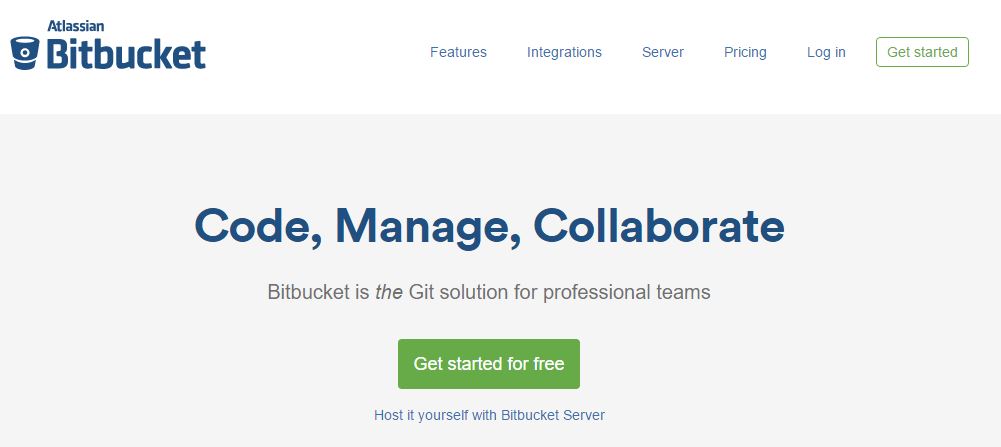 Atlassian
Bitbucket
Features Integrations Server Pricing Log in Get started
Code, Manage, Collaborate
Bitbucket is the Git solution for professional teams
Get started for free
Host it yourself with Bitbucket Server